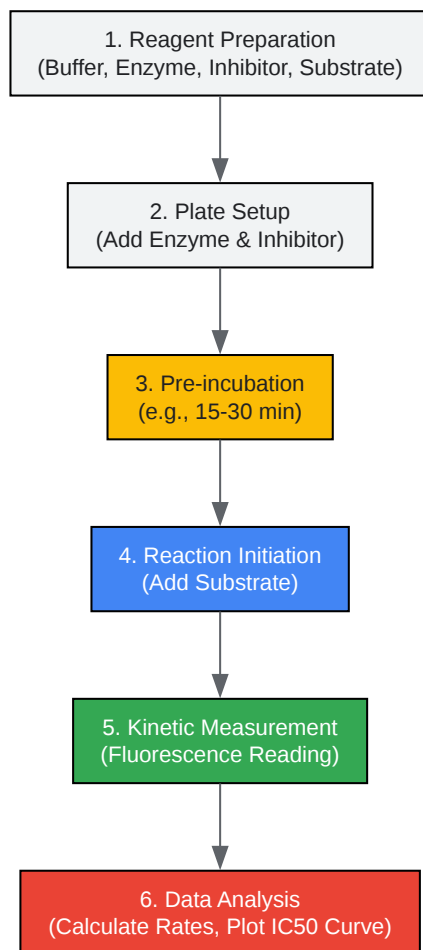 1. Reagent Preparation
(Buffer, Enzyme, Inhibitor, Substrate)
2. Plate Setup
(Add Enzyme & Inhibitor)
3. Pre-incubation
(e.g., 15-30 min)
4. Reaction Initiation
(Add Substrate)
5. Kinetic Measurement
(Fluorescence Reading)
6. Data Analysis
(Calculate Rates, Plot IC50 Curve)